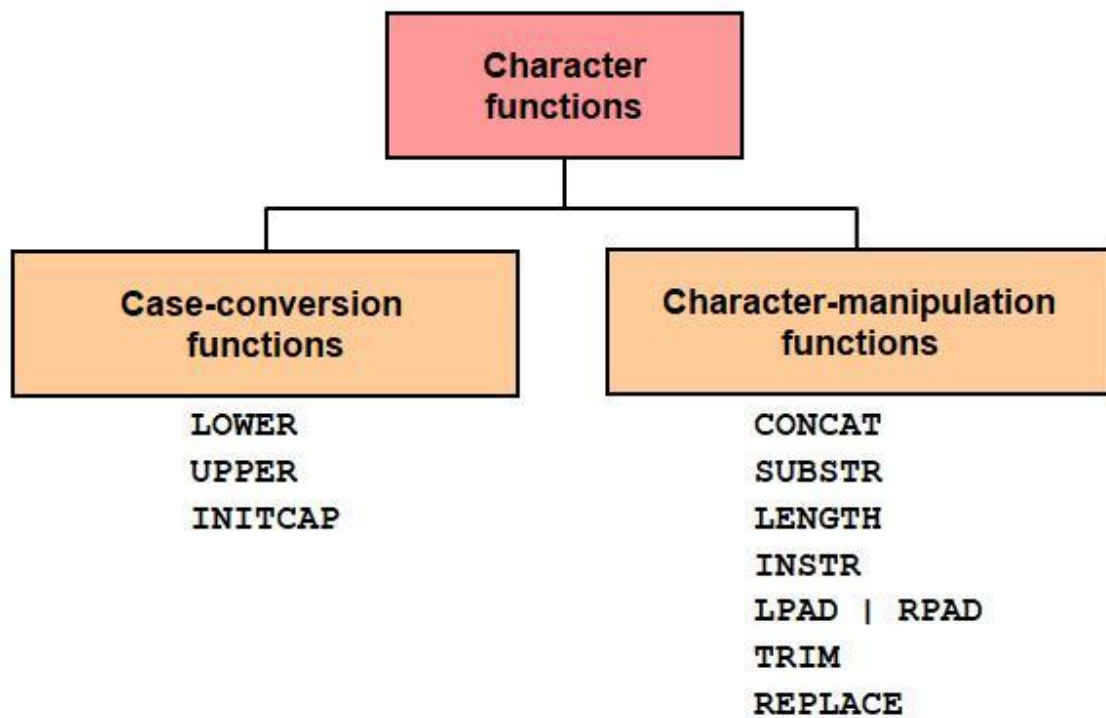 Character
functions
Case-conversion
functions
LOWER
UPPER
INITCAP
Character-manipulation
functions
CONCAT
SUBSTR
LENGTH
INSTR
LPAD | RPAD
TRIM
REPLACE